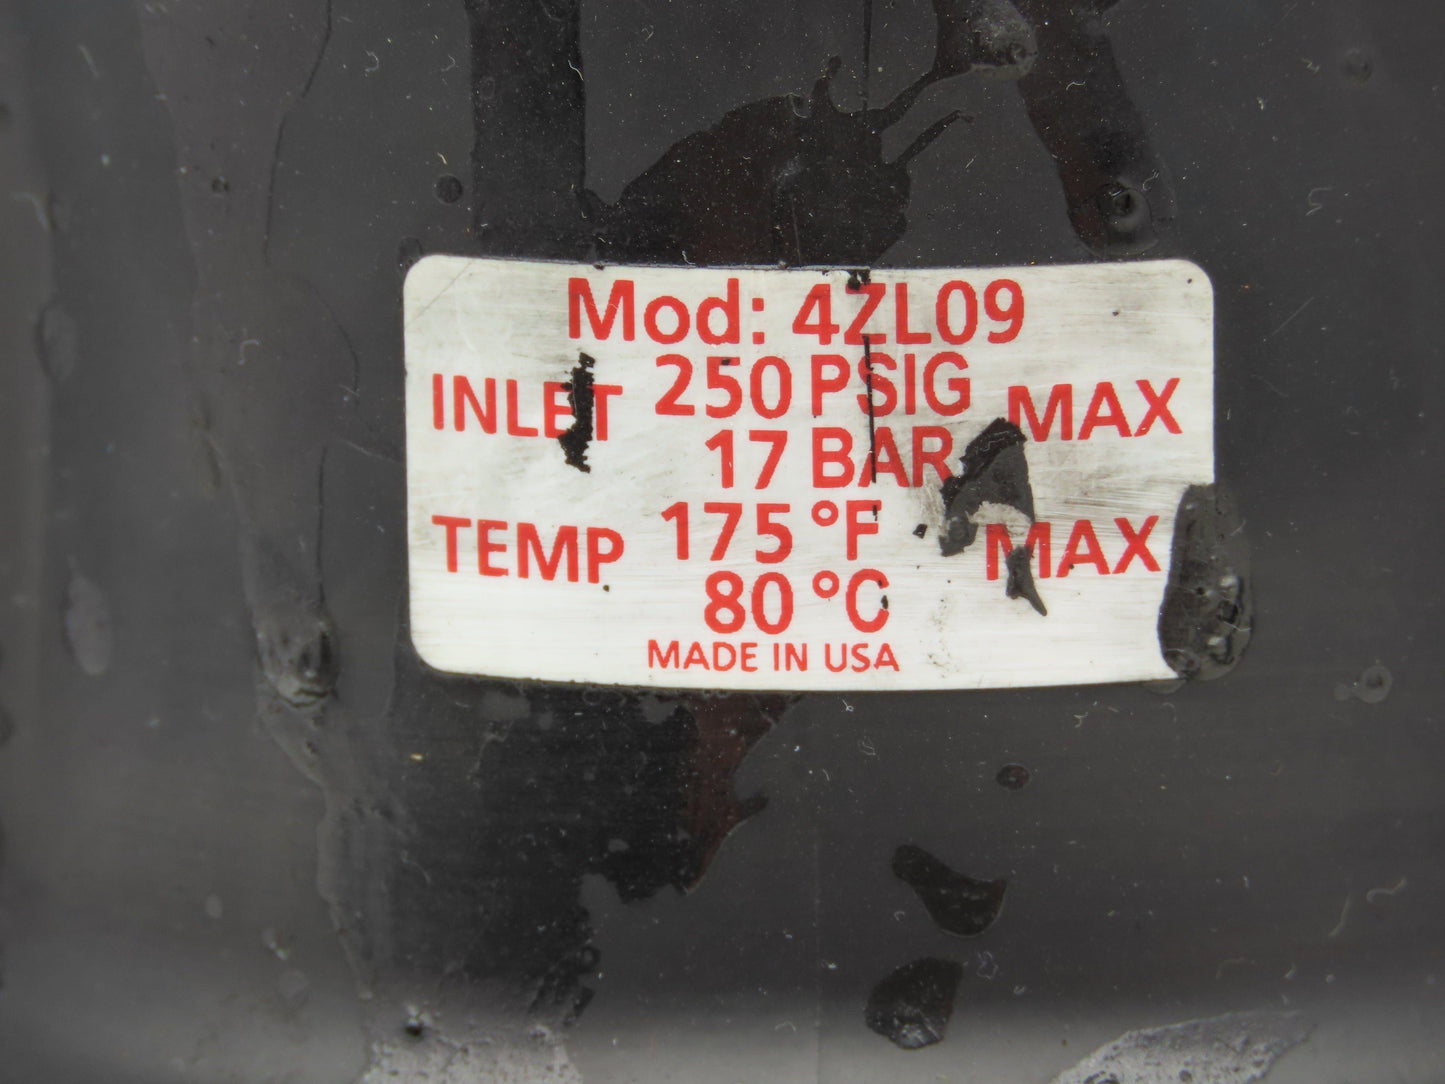 Mod: 4ZL09
INLET 250 PSIG MAX
17 BAR
TEMP 175 °F MAX
80 °C
MADE IN USA